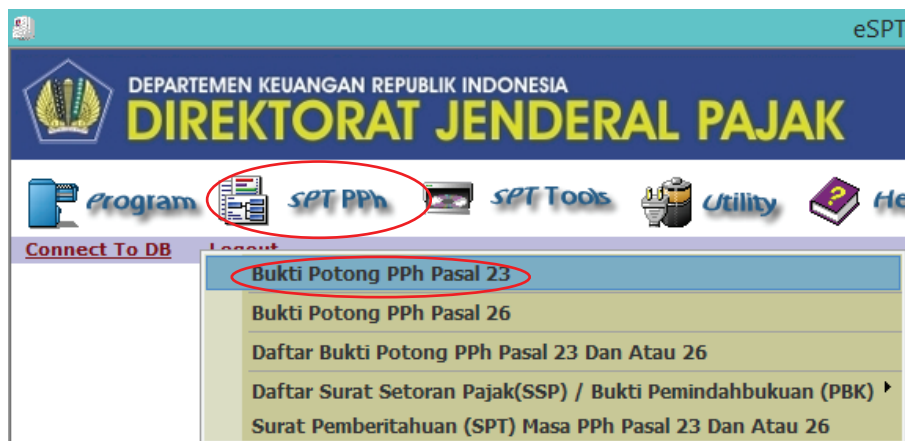 eSPT
DEPARTEMEN KEUANGAN REPUBLIK INDONESIA
DIREKTORAT JENDERAL PAJAK
Program SPT PPh SPT Tools Utility He
Connect To DB Logout
Bukti Potong PPh Pasal 23
Bukti Potong PPh Pasal 26
Daftar Bukti Potong PPh Pasal 23 Dan Atau 26
Daftar Surat Setoran Pajak(SSP) / Bukti Pemindahbukuan (PBK)
Surat Pemberitahuan (SPT) Masa PPh Pasal 23 Dan Atau 26